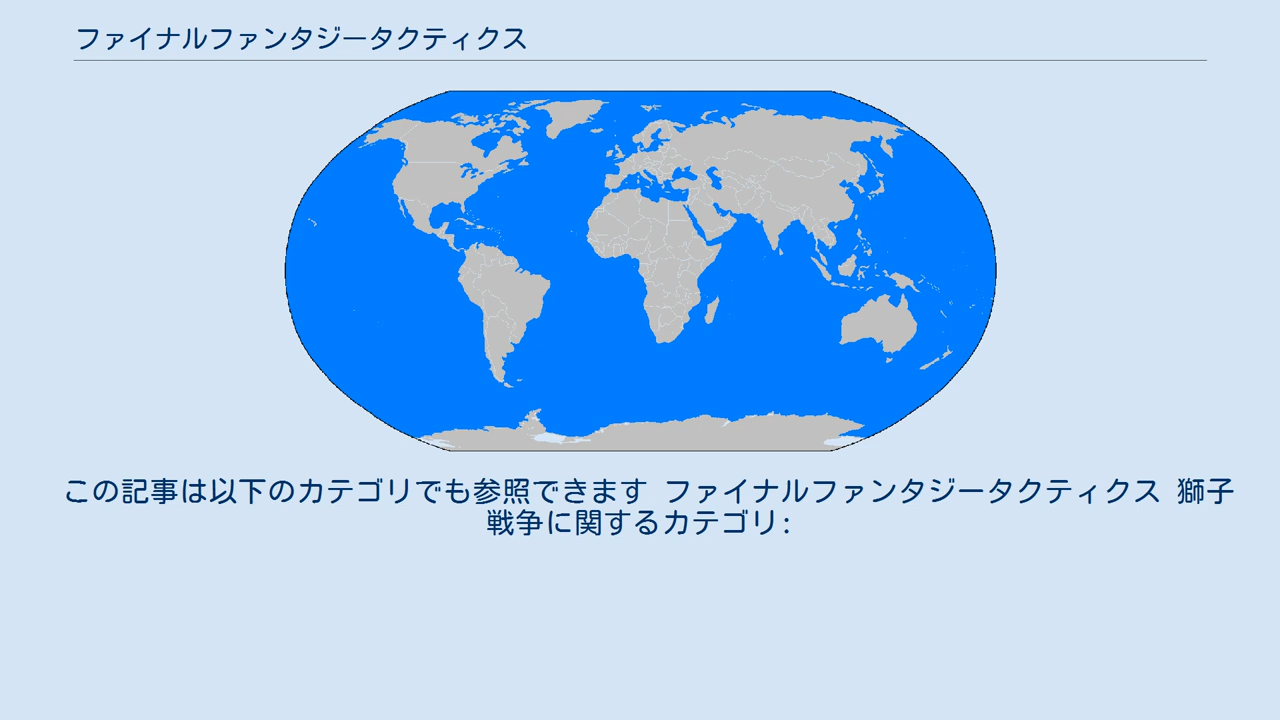 ファイナルファンタジータクティクス
この記事は以下のカテゴリでも参照できます ファイナルファンタジータクティクス 獅子
戦争に関するカテゴリ: